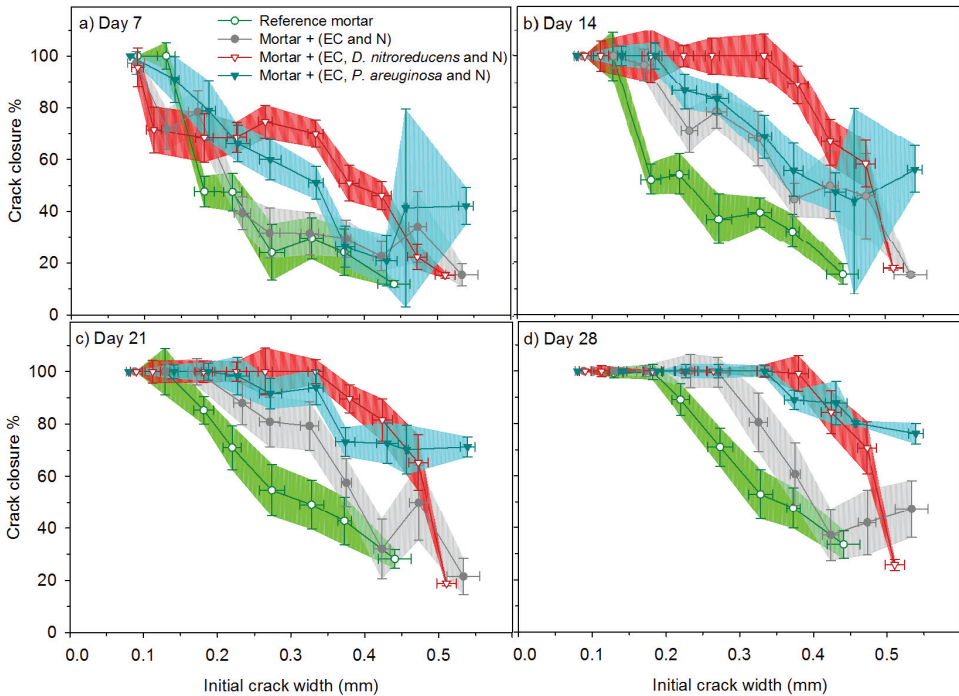 a) Day 7
Reference mortar
Mortar + (EC and N)
Mortar + (EC, D. nitroreducens and N)
Mortar + (EC, P. areuginosa and N)
b) Day 14
Crack closure %
100
80
60
40
20
0
c) Day 21
d) Day 28
Crack closure %
100
80
60
40
20
0
0.0 0.1 0.2 0.3 0.4 0.5 0.0 0.1 0.2 0.3 0.4 0.5
Initial crack width (mm) Initial crack width (mm)